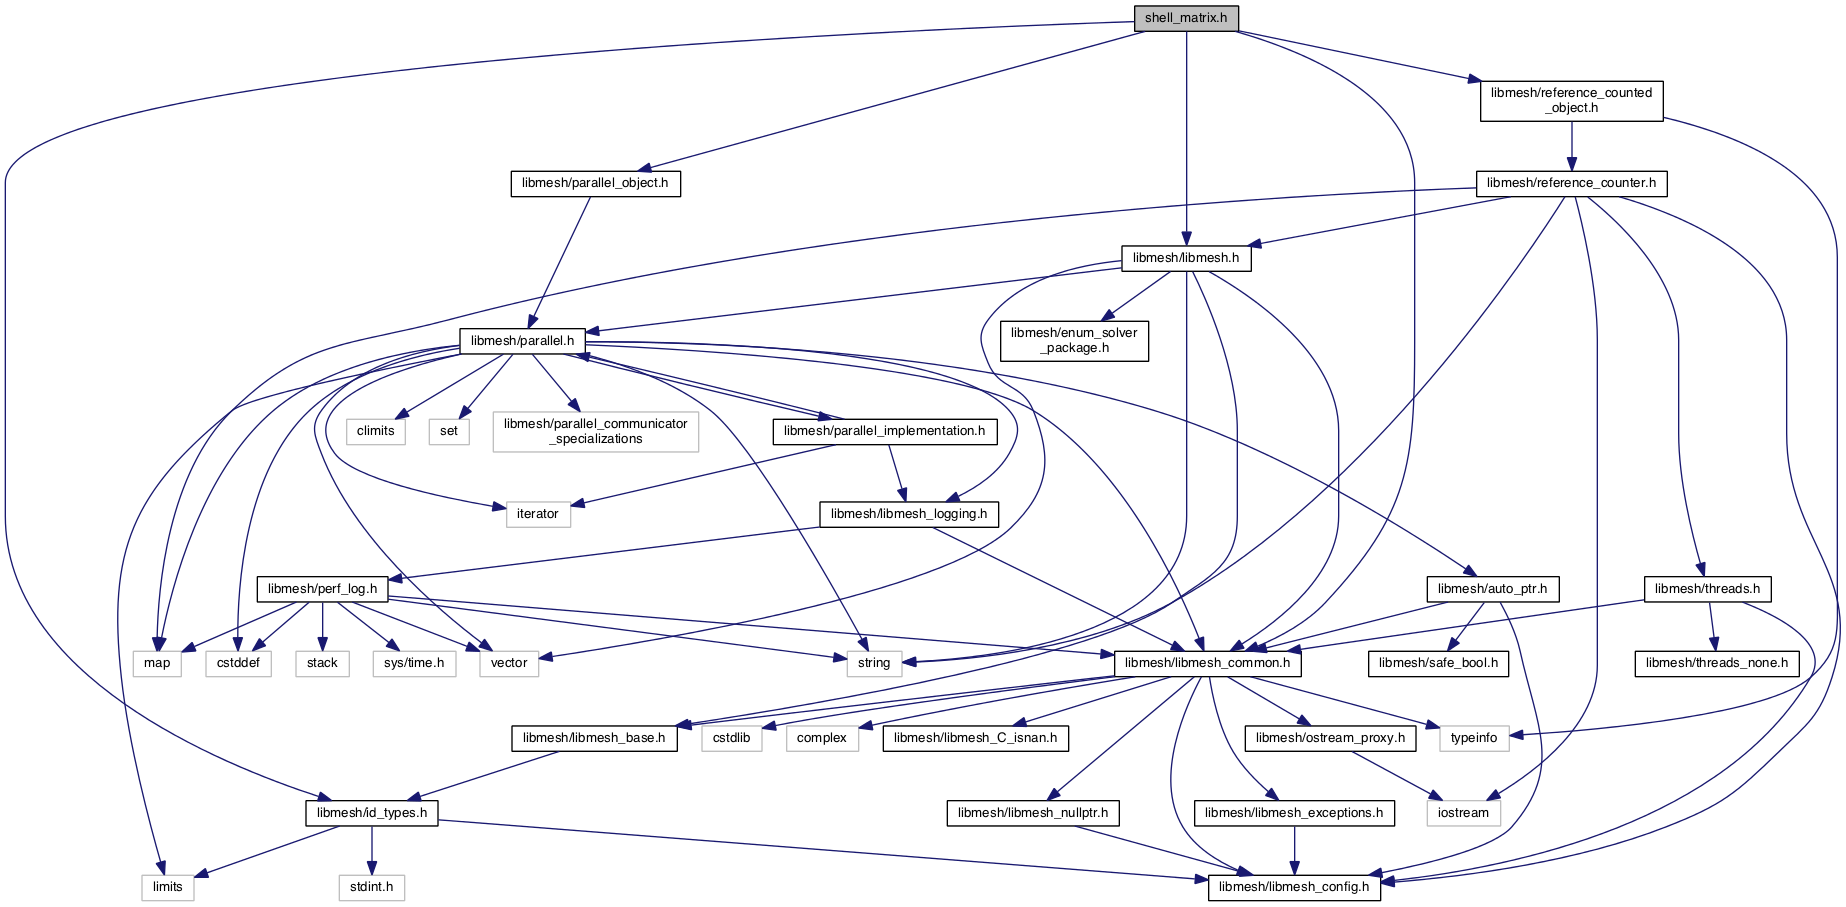 shell_matrix.h
libmesh/reference_counted
_object.h
libmesh/parallel_object.h
libmesh/reference_counter.h
libmesh/libmesh.h
libmesh/enum_solver
_package.h
libmesh/parallel.h
climits
set
libmesh/parallel_communicator
_specializations
libmesh/parallel_implementation.h
iterator
libmesh/libmesh_logging.h
libmesh/perf_log.h
libmesh/auto_ptr.h
libmesh/threads.h
map
cstddef
stack
sys/time.h
vector
string
libmesh/libmesh_common.h
libmesh/safe_bool.h
libmesh/threads_none.h
libmesh/libmesh_base.h
cstdlib
complex
libmesh/libmesh_C_isnan.h
libmesh/ostream_proxy.h
typeinfo
libmesh/id_types.h
libmesh/libmesh_nullptr.h
libmesh/libmesh_exceptions.h
iostream
limits
stdint.h
libmesh/libmesh_config.h